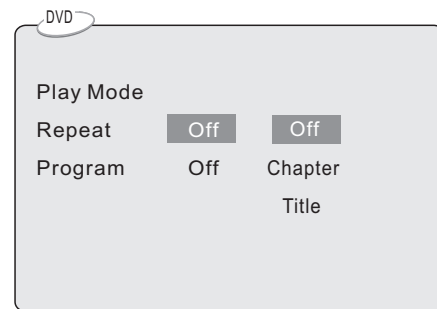 DVD
Play Mode
Repeat Off Off
Program Off Chapter
Title